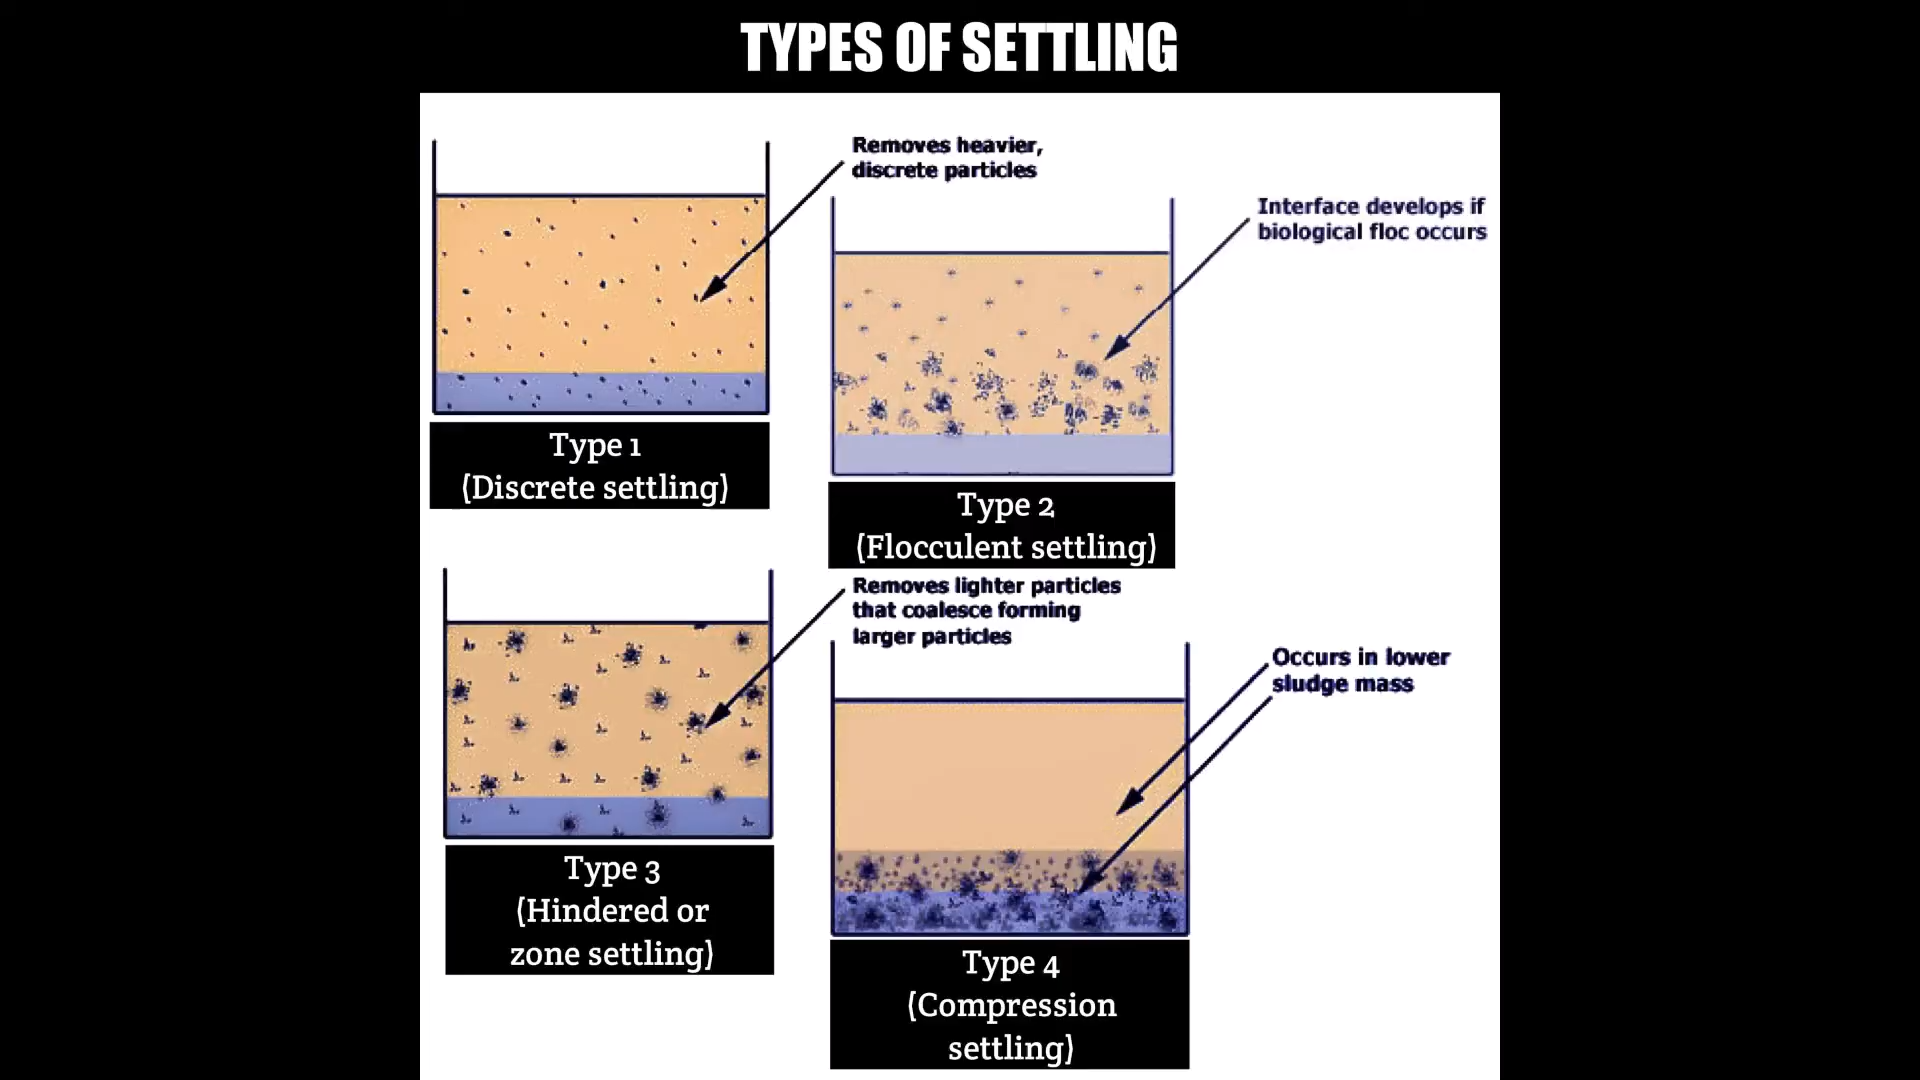 TYPES OF SETTLING
Removes heavier,
discrete particles
Type 1
(Discrete settling)
Interface develops if
biological floc occurs
Type 2
(Flocculent settling)
Removes lighter particles
that coalesce forming
larger particles
Type 3
(Hindered or
zone settling)
Occurs in lower
sludge mass
Type 4
(Compression
settling)